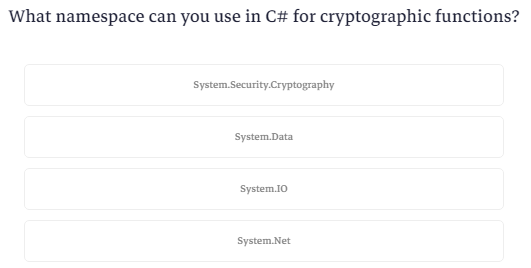 What namespace can you use in C# for cryptographic functions?
System.Security.Cryptography
System.Data
System.IO
System.Net